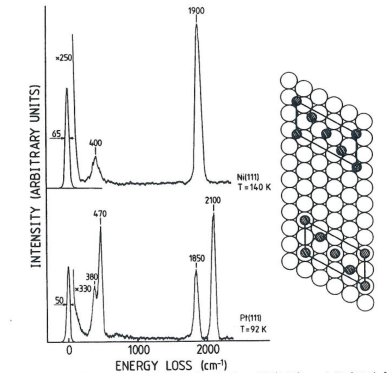 INTENSITY (ARBITRARY UNITS)
×250
65
400
1900
Ni(111)
T = 140 K
50
×330
380
470
1850
2100
Pt(111)
T = 92 K
0
1000
2000
ENERGY LOSS (cm⁻¹)